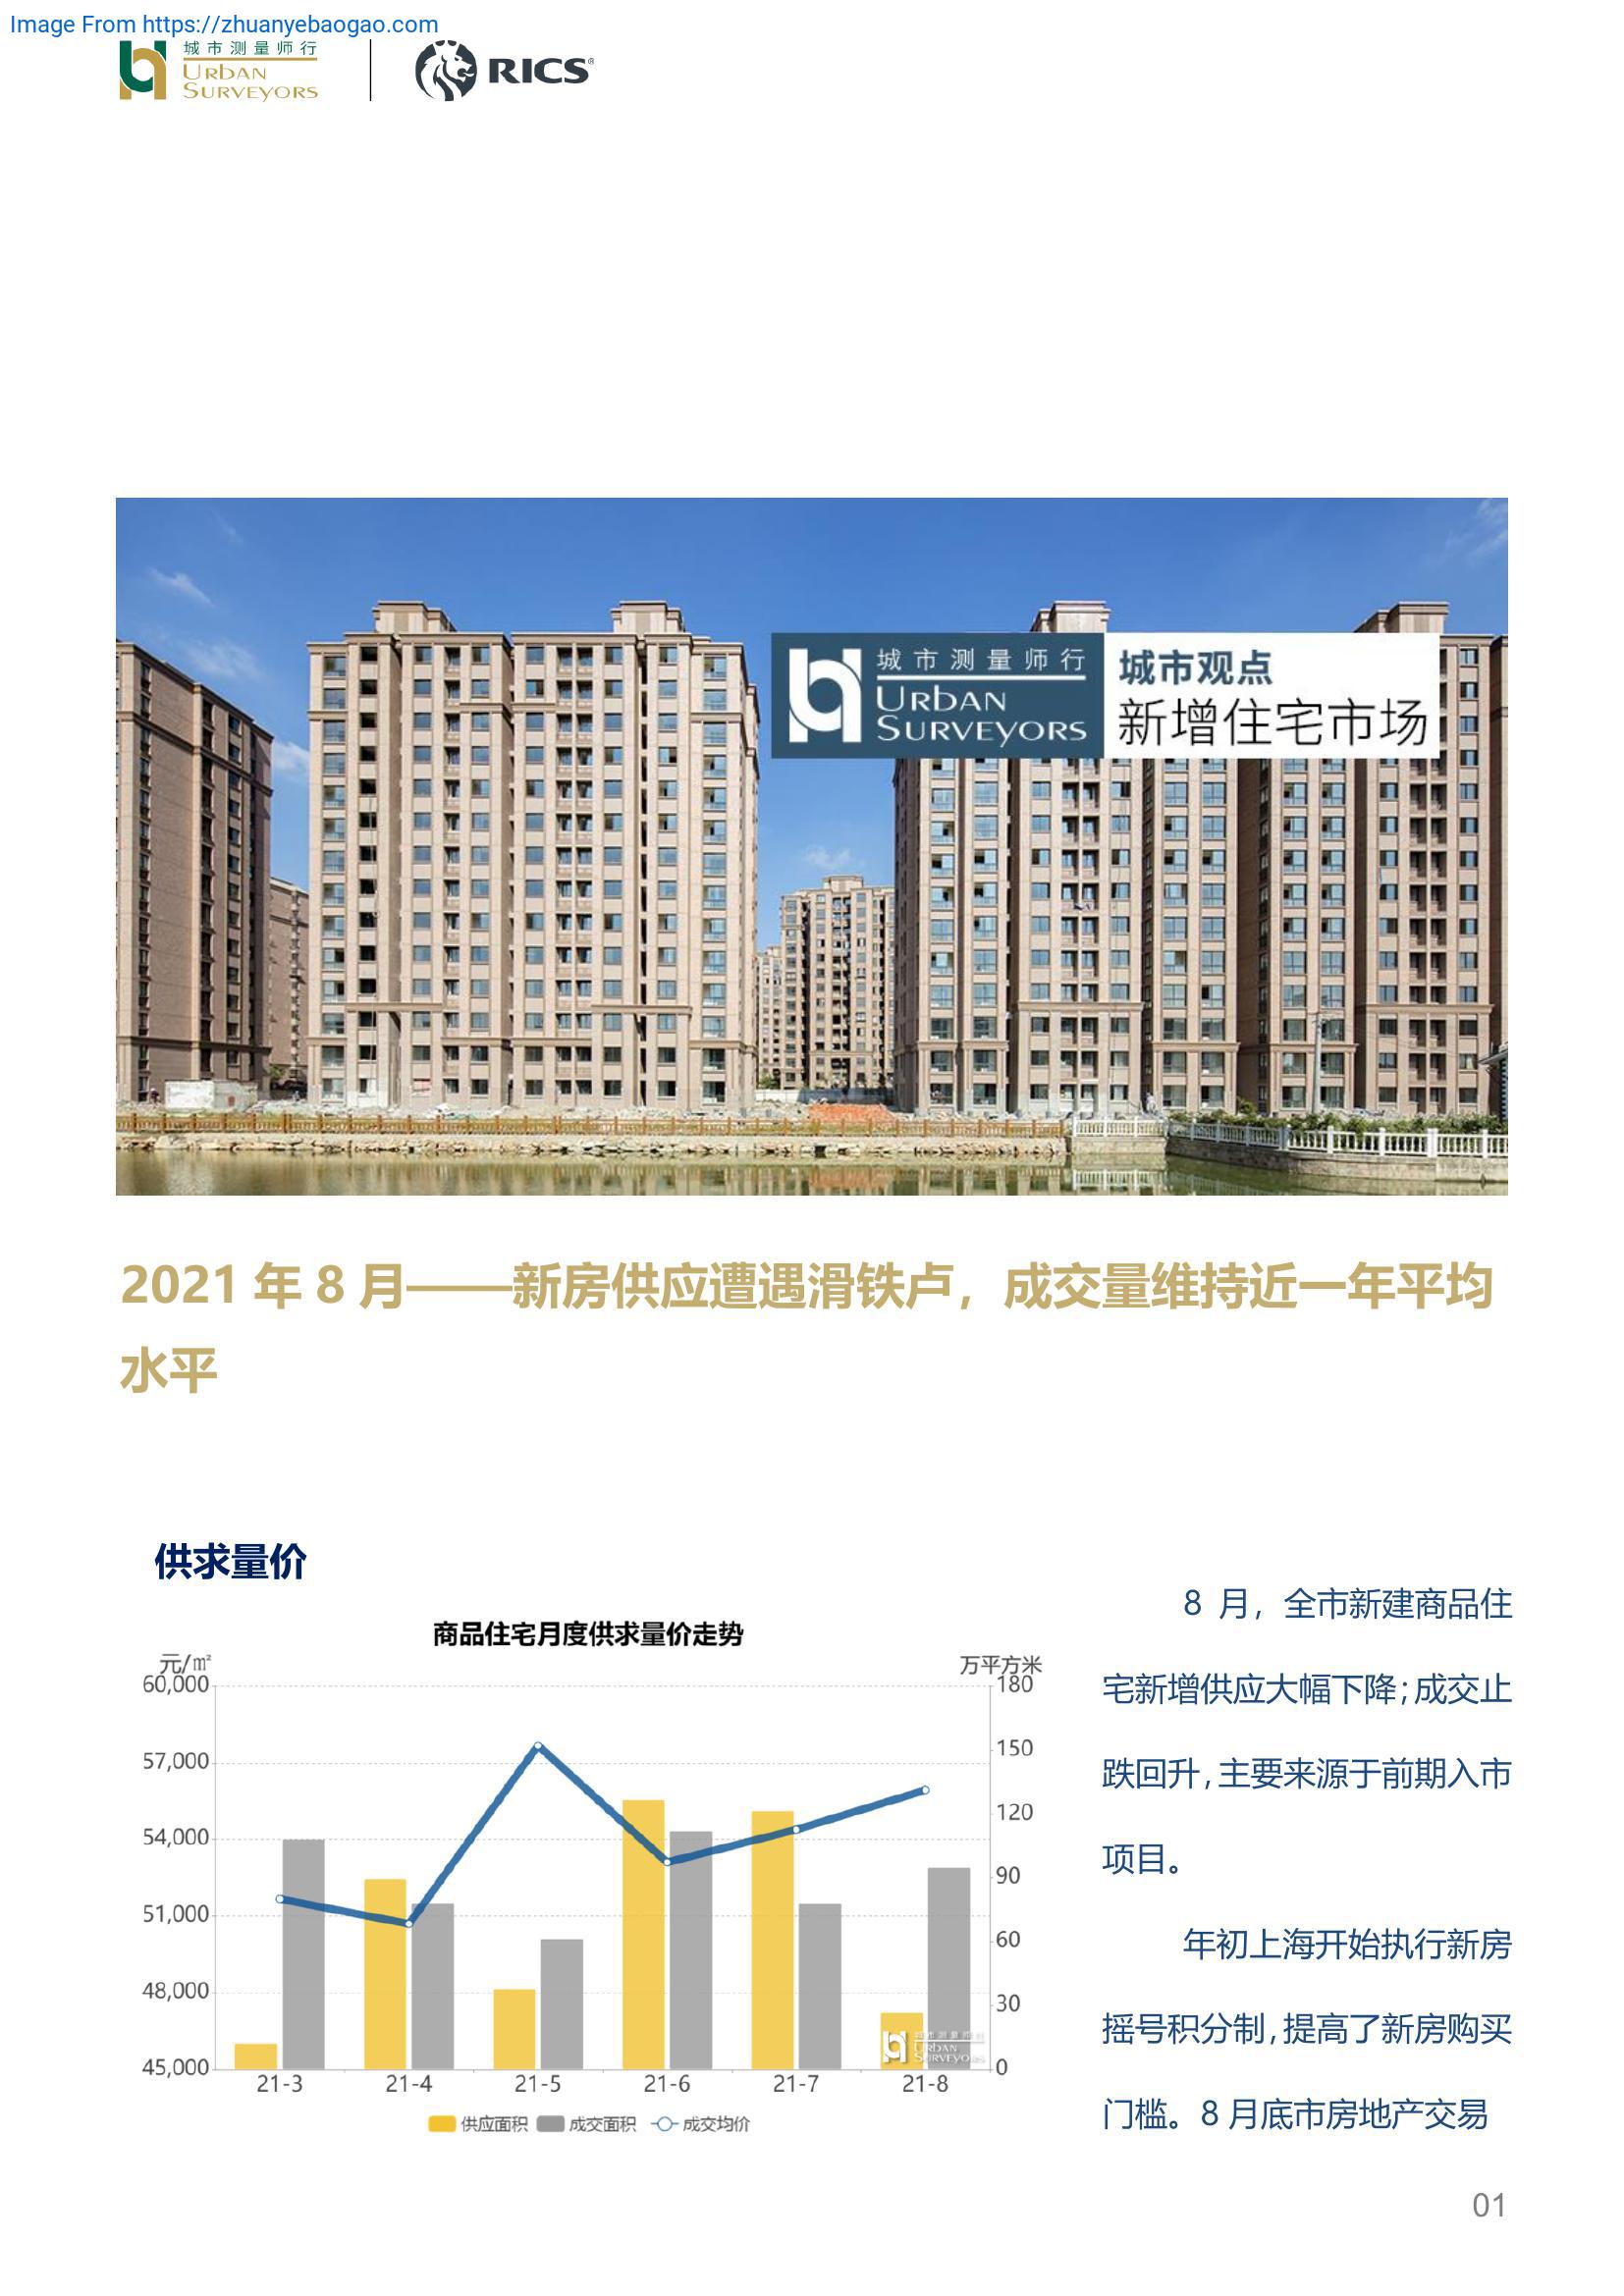 Image From https://zhuanyebaogao.com
城市测量师行
URBAN
SURVEYORS
RICS®
城市测量师行
URBAN
SURVEYORS
城市观点
新增住宅市场
2021 年 8 月——新房供应遭遇滑铁卢，成交量维持近一年平均
水平
供求量价
商品住宅月度供求量价走势
元/㎡
万平方米
60,000
57,000
54,000
51,000
48,000
45,000
180
150
120
90
60
30
0
城市测量师行
URBAN
SURVEYORS
21-3 21-4 21-5 21-6 21-7 21-8
供应面积 成交面积 成交均价
8 月，全市新建商品住
宅新增供应大幅下降；成交止
跌回升，主要来源于前期入市
项目。
年初上海开始执行新房
摇号积分制，提高了新房购买
门槛。8 月底市房地产交易
01